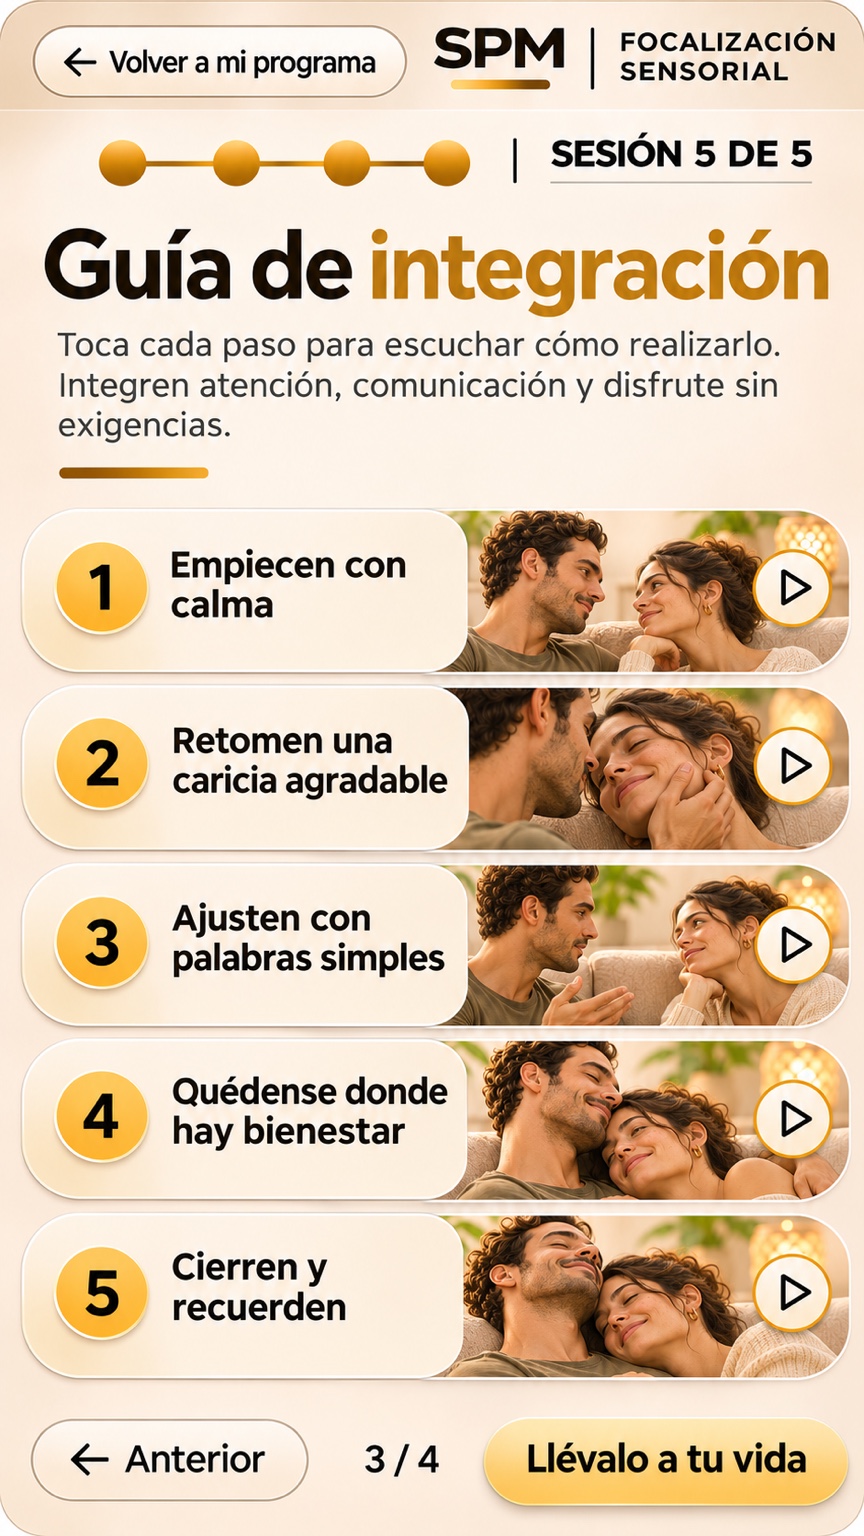 ← Volver a mi programa
SPM
FOCALIZACIÓN
SENSORIAL
SESIÓN 5 DE 5
Guía de integración
Toca cada paso para escuchar cómo realizarlo.
Integren atención, comunicación y disfrute sin
exigencias.
1
Empiecen con
calma
2
Retomen una
caricia agradable
3
Ajusten con
palabras simples
4
Quédense donde
hay bienestar
5
Cierren y
recuerden
← Anterior
3 / 4
Llévalo a tu vida